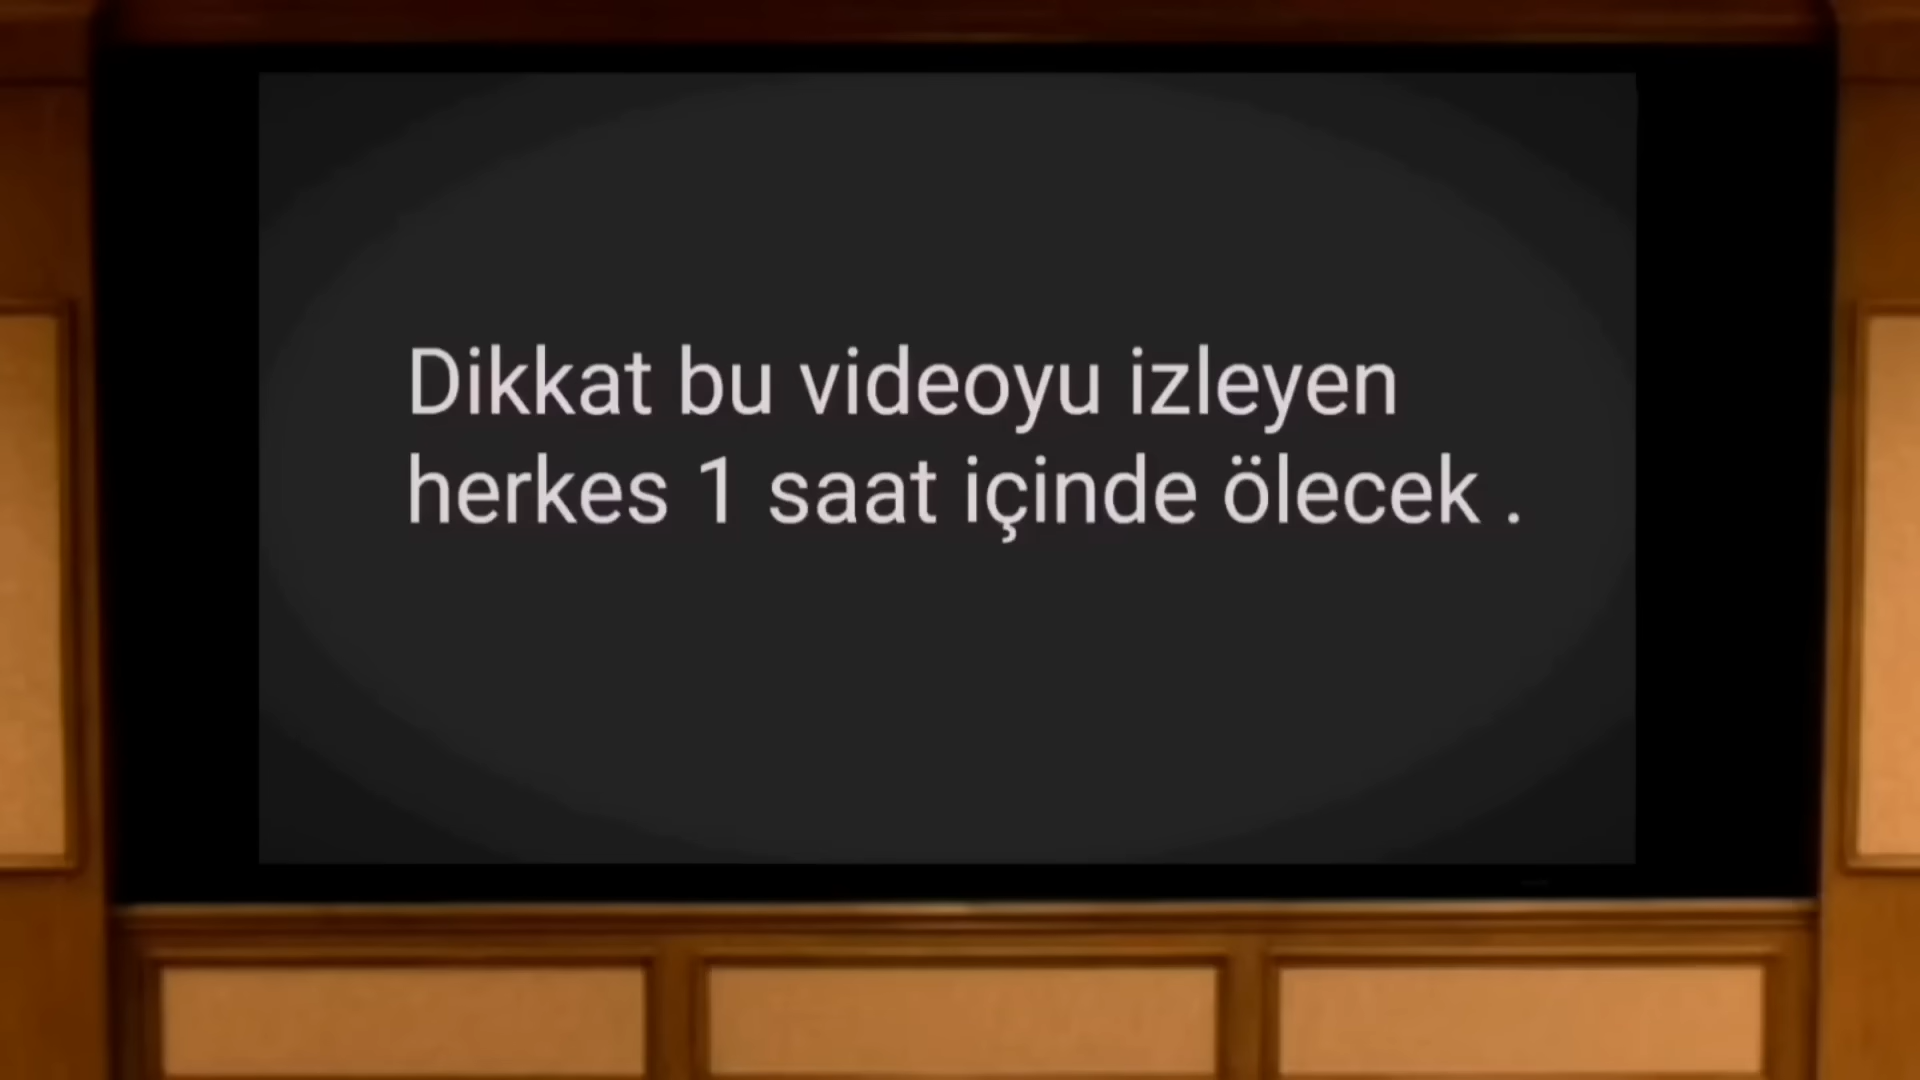 Dikkat bu videoyu izleyen
herkes 1 saat içinde ölecek .